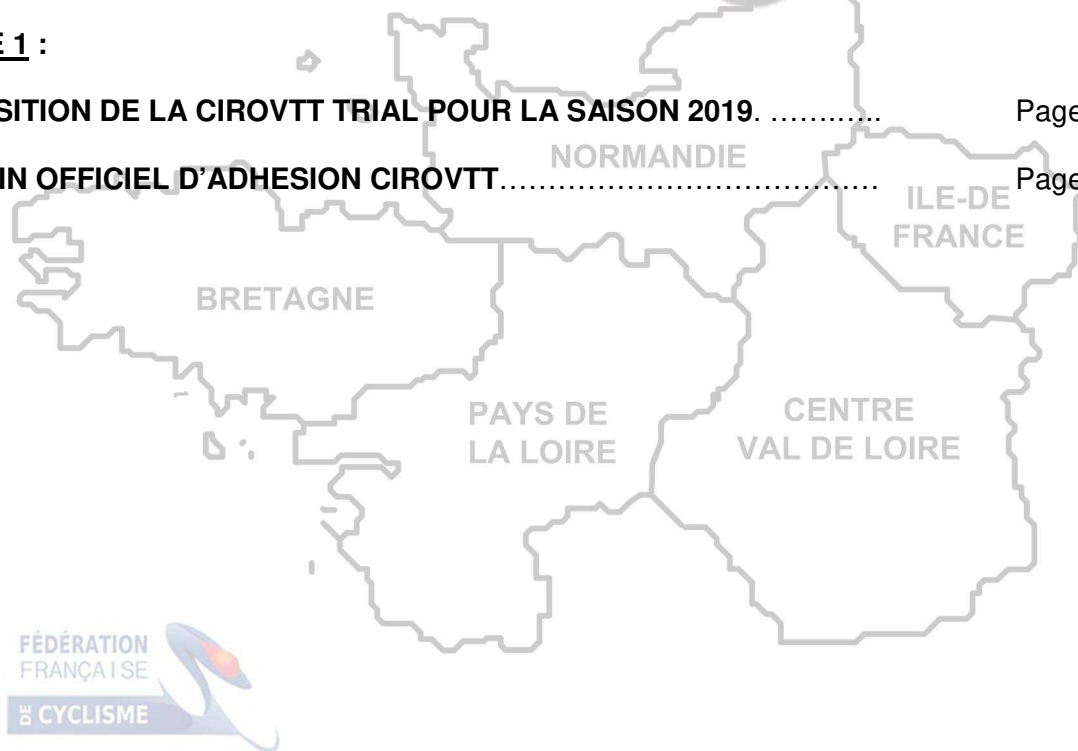 E 1 :
SITION DE LA CIROVTT TRIAL POUR LA SAISON 2019. ............ Page
IN OFFICIEL D'ADHESION CIROVTT...................................... Page
NORMANDIE
ILE-DE
FRANCE
BRETAGNE
PAYS DE
LA LOIRE
CENTRE
VAL DE LOIRE
FÉDÉRATION
FRANÇAISE
DE CYCLISME